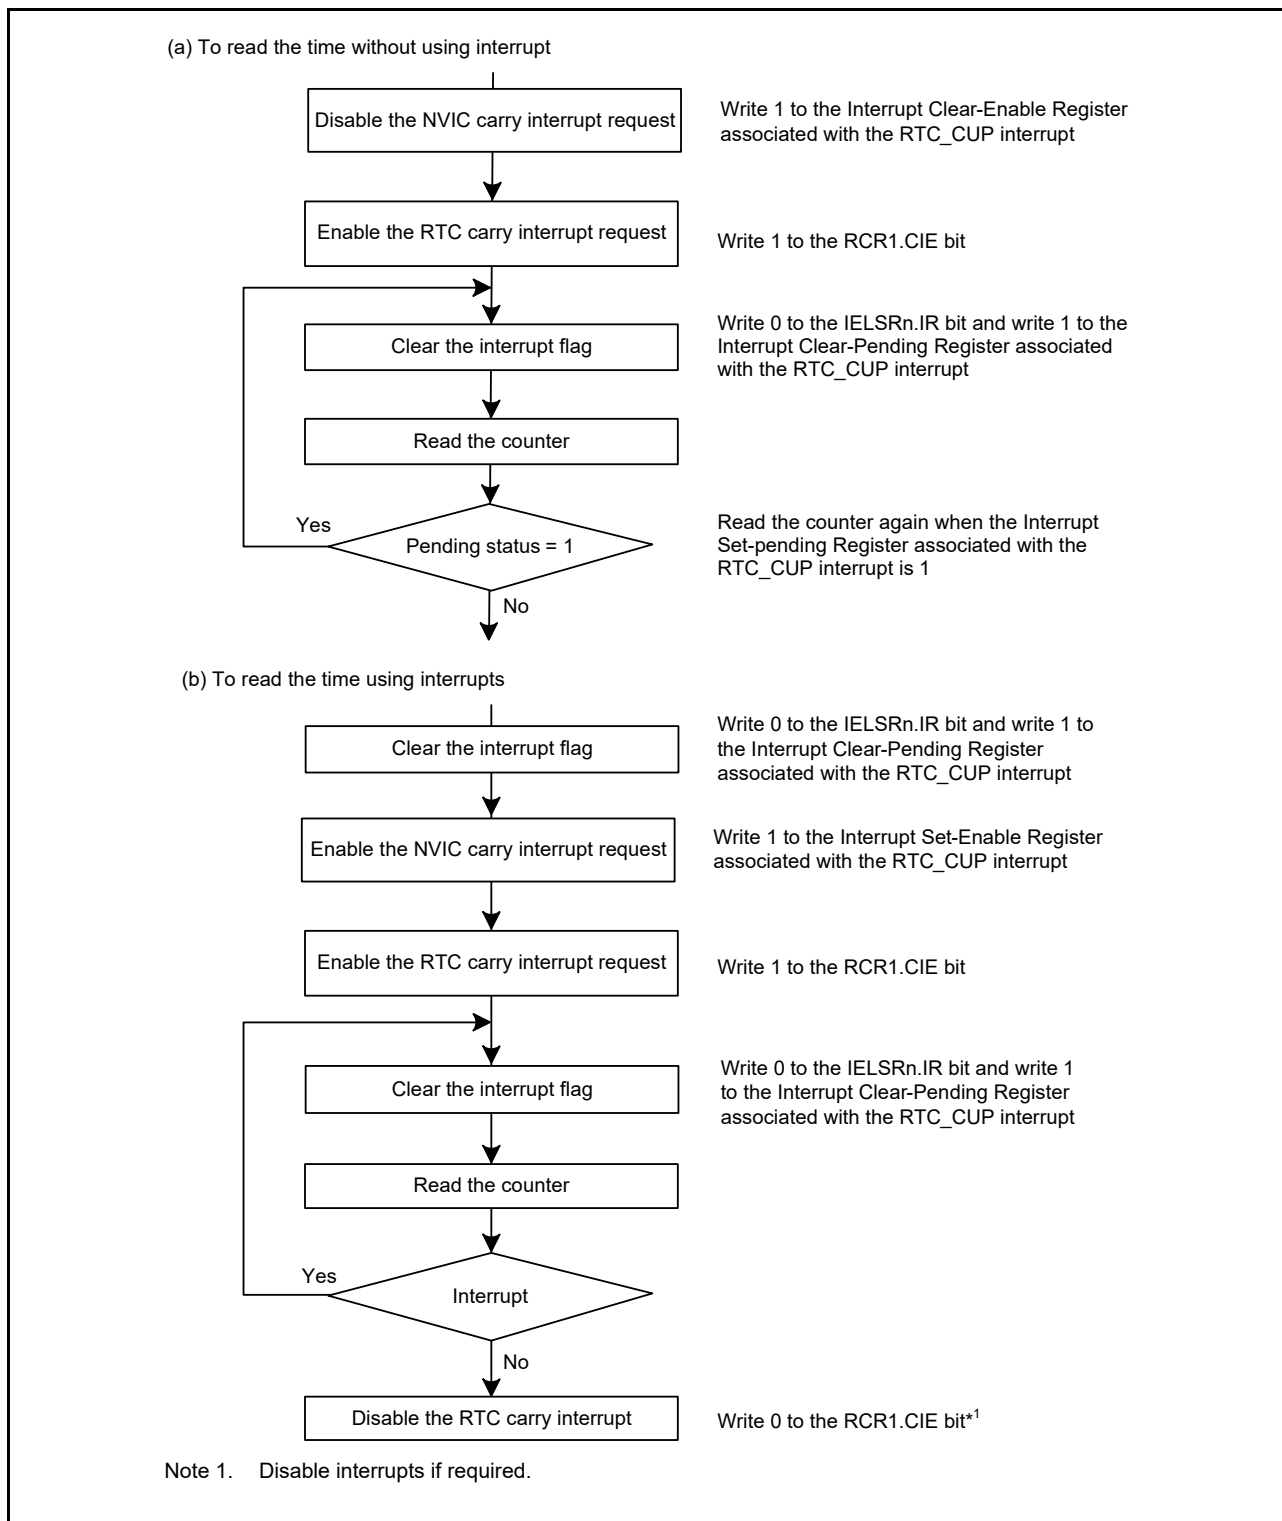 (a) To read the time without using interrupt
Disable the NVIC carry interrupt request
Write 1 to the Interrupt Clear-Enable Register
associated with the RTC_CUP interrupt
Enable the RTC carry interrupt request
Write 1 to the RCR1.CIE bit
Clear the interrupt flag
Write 0 to the IELSRn.IR bit and write 1 to the
Interrupt Clear-Pending Register associated
with the RTC_CUP interrupt
Read the counter
Yes
Pending status = 1
Read the counter again when the Interrupt
Set-pending Register associated with the
RTC_CUP interrupt is 1
No
(b) To read the time using interrupts
Clear the interrupt flag
Write 0 to the IELSRn.IR bit and write 1 to
the Interrupt Clear-Pending Register
associated with the RTC_CUP interrupt
Enable the NVIC carry interrupt request
Write 1 to the Interrupt Set-Enable Register
associated with the RTC_CUP interrupt
Enable the RTC carry interrupt request
Write 1 to the RCR1.CIE bit
Clear the interrupt flag
Write 0 to the IELSRn.IR bit and write 1
to the Interrupt Clear-Pending Register
associated with the RTC_CUP interrupt
Read the counter
Yes
Interrupt
No
Disable the RTC carry interrupt
Write 0 to the RCR1.CIE bit*1
Note 1. Disable interrupts if required.